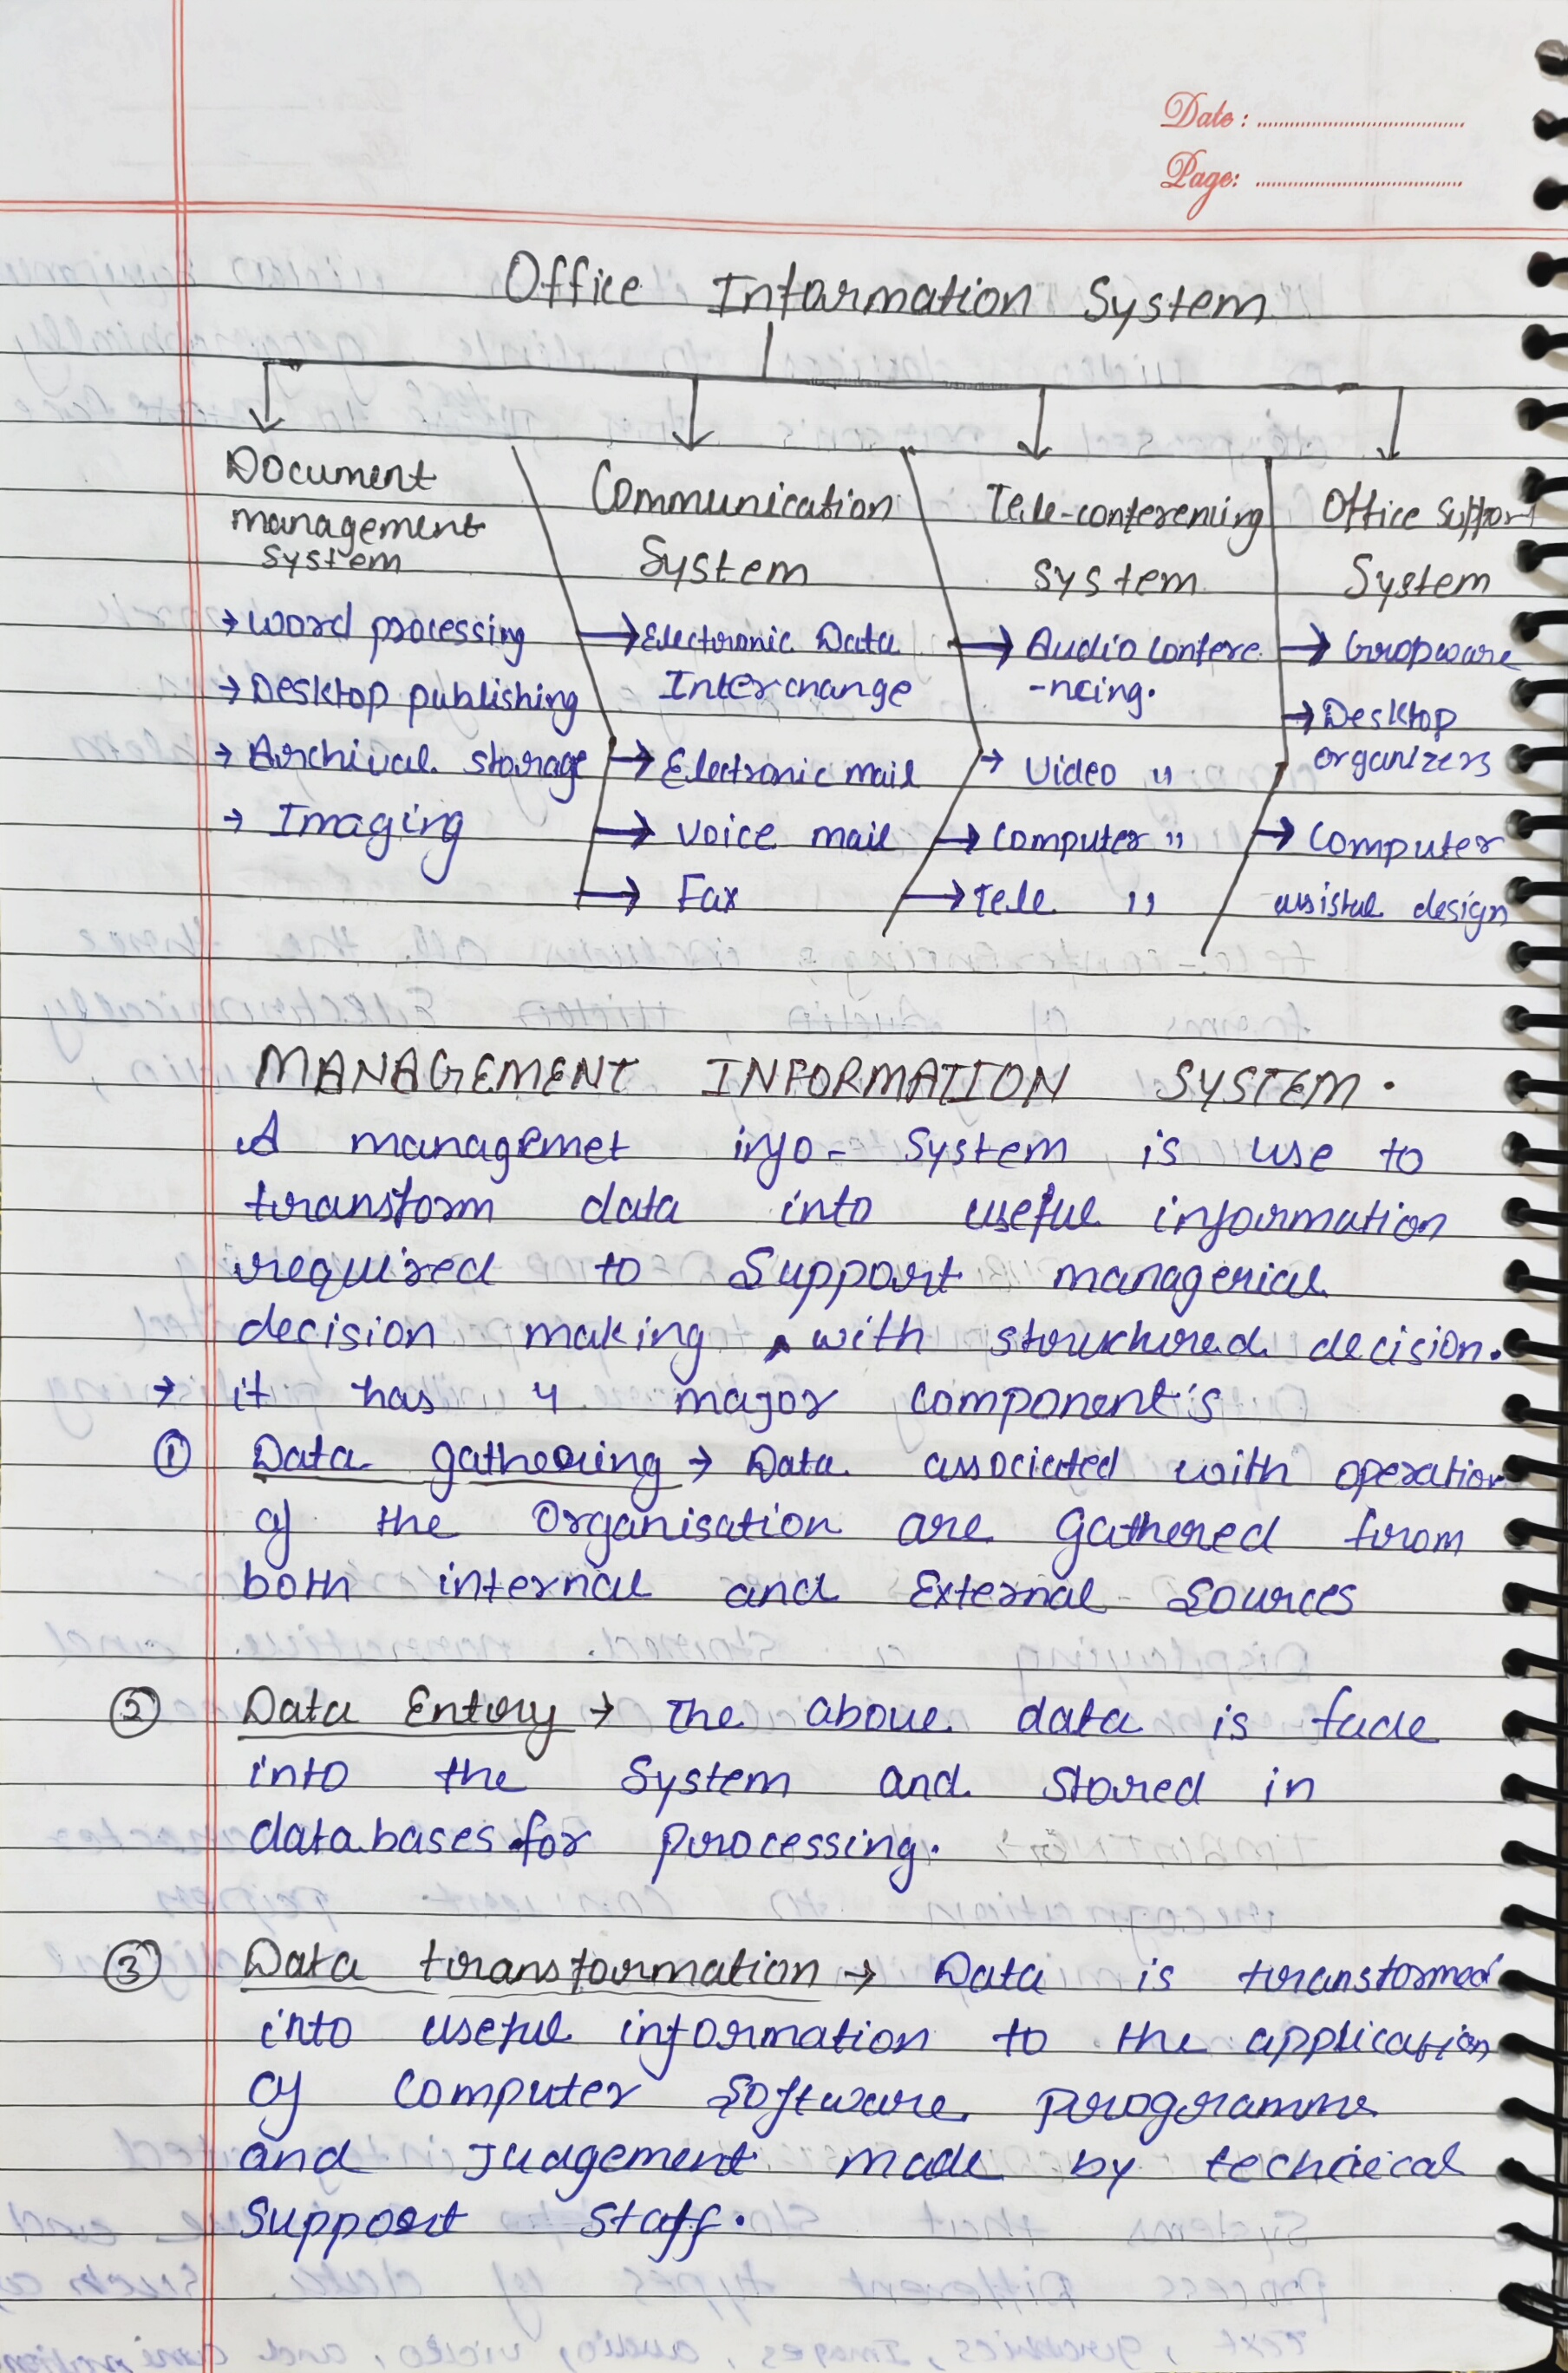 Date:
Page:
Office Information System
Document
management
System
→ Word processing
→ Desktop publishing
→ Archival storage
→ Imaging
Communication
System
→ Electronic Data
Interchange
→ Electronic mail
→ Voice mail
→ Fax
Tele-conferencing
System
→ Audio confere
-ncing.
→ Video "
→ Computer "
→ Tele "
Office Support
System
→ Gropware
→ Desktop
organizers
→ Computer
assisted design
MANAGEMENT INFORMATION SYSTEM.
A managemet info- System is use to
transform data into useful information
required to Support managerial
decision making, with structured decision.
→ it has 4 major component's
① Data gathering → Data associated with operation
of the Organisation are Gathered from
both internal and External Sources
② Data Entry → The above data is fade
into the System and Stored in
databases for processing.
③ Data transformation → Data is transformed
into useful information to the application
of Computer Software programme
and Judgement made by technical
Support Staff.